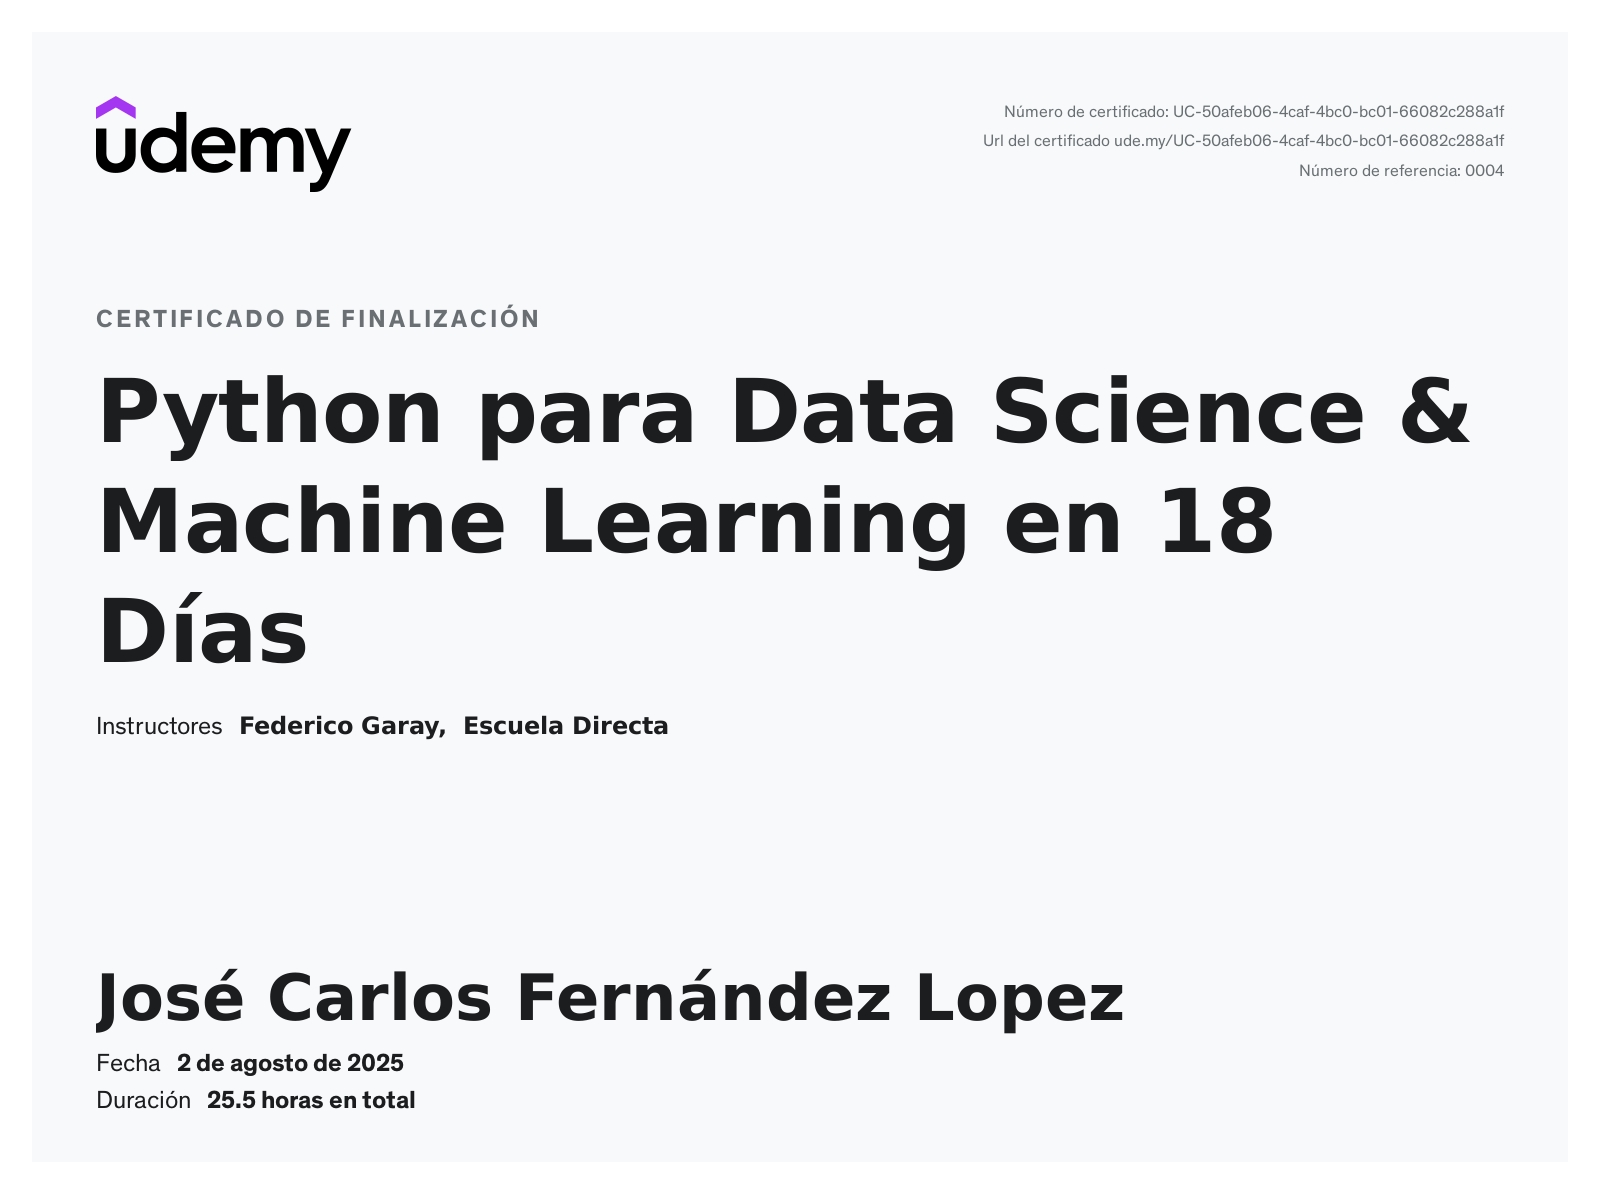 udemy
Número de certificado: UC-50afeb06-4caf-4bc0-bc01-66082c288a1f
Url del certificado ude.my/UC-50afeb06-4caf-4bc0-bc01-66082c288a1f
Número de referencia: 0004
CERTIFICADO DE FINALIZACIÓN
Python para Data Science &
Machine Learning en 18
Días
Instructores Federico Garay, Escuela Directa
José Carlos Fernández Lopez
Fecha 2 de agosto de 2025
Duración 25.5 horas en total